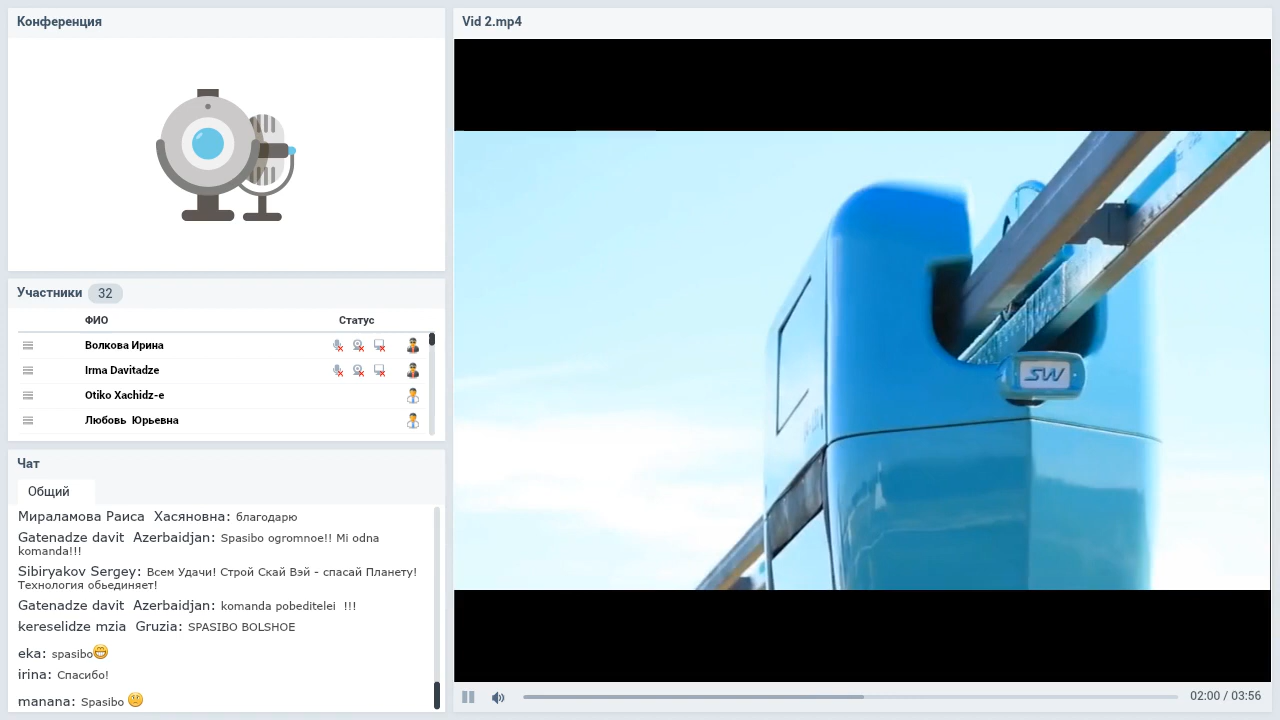 Конференция
Участники 32
ФИО Статус
Волкова Ирина
Irma Davitadze
Otiko Xachidz-e
Любовь Юрьевна
Чат
Общий
Мираламова Раиса Хасяновна: благодарю
Gatenadze davit Azerbaidjan: Spasibo ogromnoe!! Mi odna
komanda!!!
Sibiryakov Sergey: Всем Удачи! Строй Скай Вэй - спасай Планету!
Технология обьединяет!
Gatenadze davit Azerbaidjan: komanda pobeditelei !!!
kereselidze mzia Gruzia: SPASIBO BOLSHOE
eka: spasibo
irina: Спасибо!
manana: Spasibo
Vid 2.mp4
SW
02:00 / 03:56